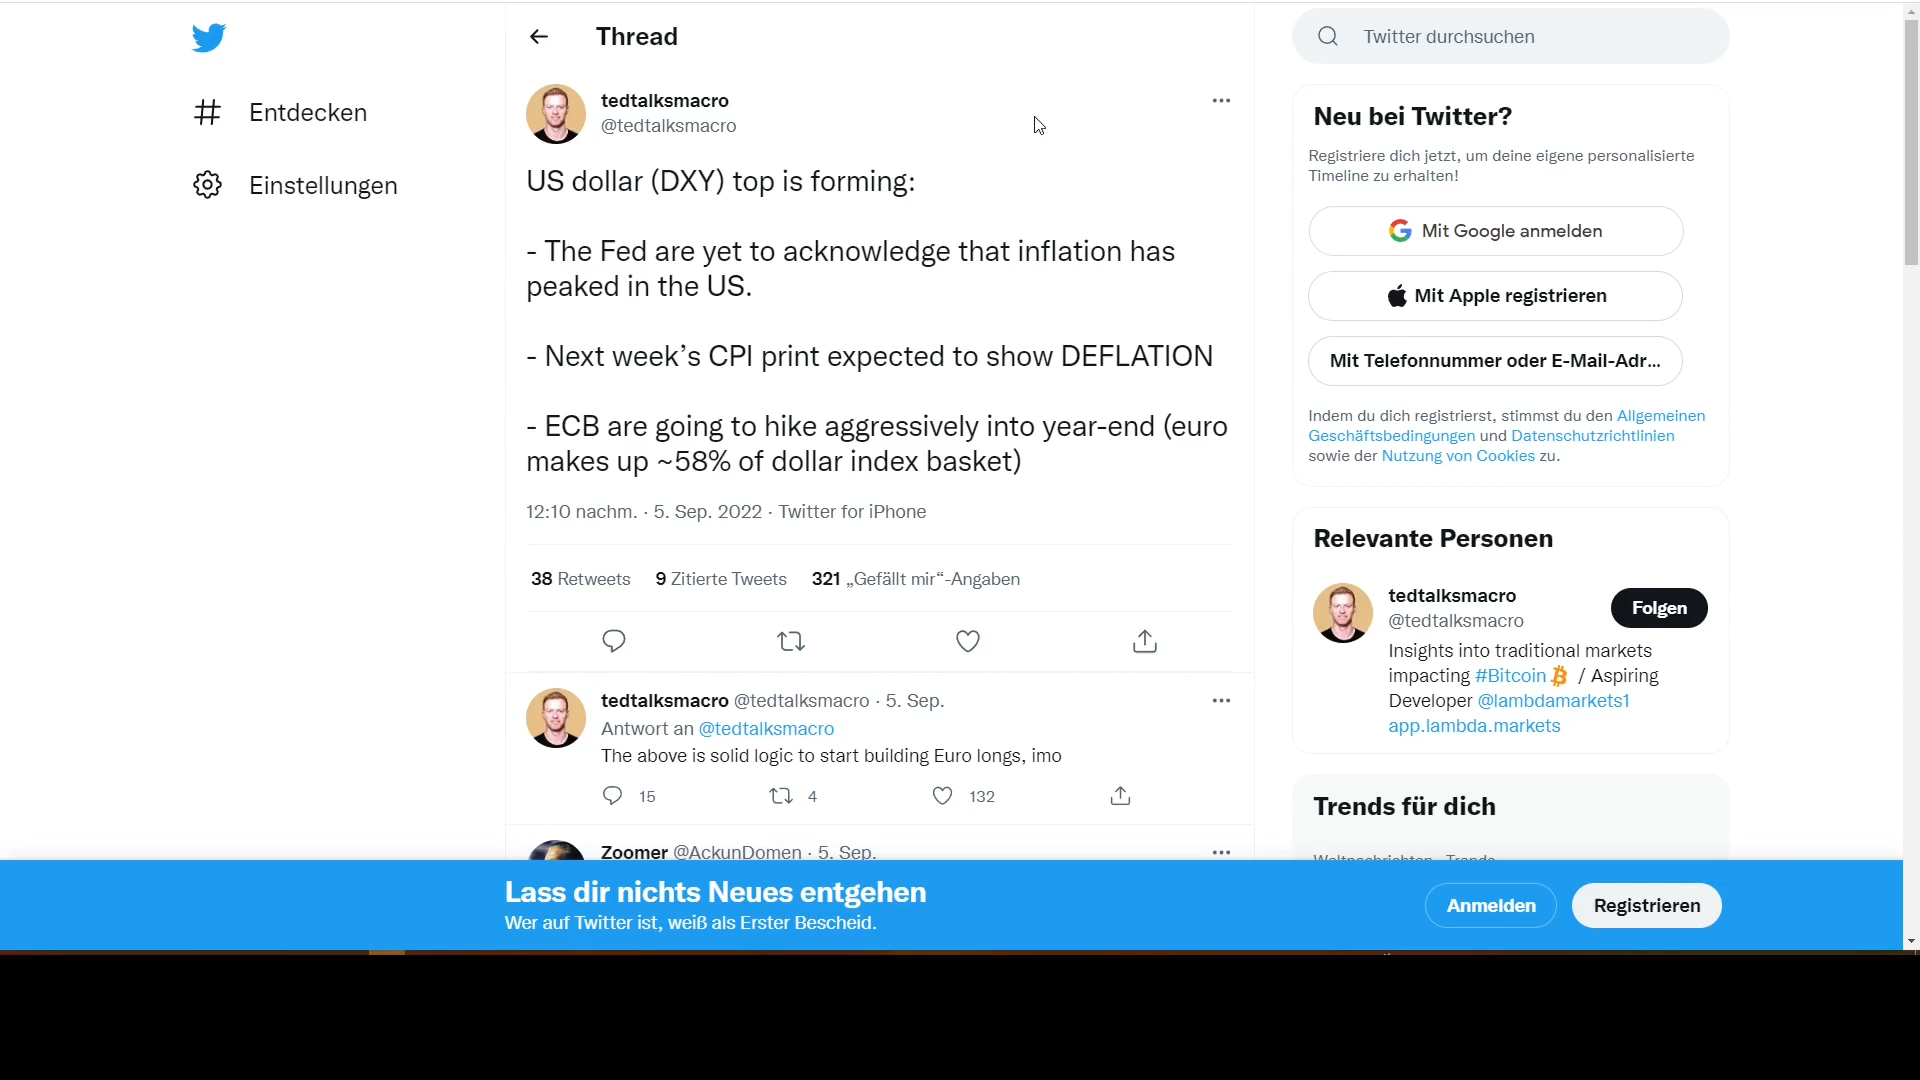 Thread
Twitter durchsuchen
Entdecken
Einstellungen
tedtalksmacro
@tedtalksmacro
US dollar (DXY) top is forming:
- The Fed are yet to acknowledge that inflation has
peaked in the US.
- Next week’s CPI print expected to show DEFLATION
- ECB are going to hike aggressively into year-end (euro
makes up ~58% of dollar index basket)
12:10 nachm. · 5. Sep. 2022 · Twitter for iPhone
38 Retweets 9 Zitierte Tweets 321 „Gefällt mir“-Angaben
tedtalksmacro @tedtalksmacro · 5. Sep.
Antwort an @tedtalksmacro
The above is solid logic to start building Euro longs, imo
15 4 132
Zoomer @AckunDomen · 5. Sep.
Neu bei Twitter?
Registriere dich jetzt, um deine eigene personalisierte
Timeline zu erhalten!
Mit Google anmelden
Mit Apple registrieren
Mit Telefonnummer oder E-Mail-Adr...
Indem du dich registrierst, stimmst du den Allgemeinen
Geschäftsbedingungen und Datenschutzrichtlinien
sowie der Nutzung von Cookies zu.
Relevante Personen
tedtalksmacro
@tedtalksmacro
Folgen
Insights into traditional markets
impacting #Bitcoin / Aspiring
Developer @lambdamarkets1
app.lambda.markets
Trends für dich
Weltnachrichten · Trends
Lass dir nichts Neues entgehen
Wer auf Twitter ist, weiß als Erster Bescheid.
Anmelden
Registrieren